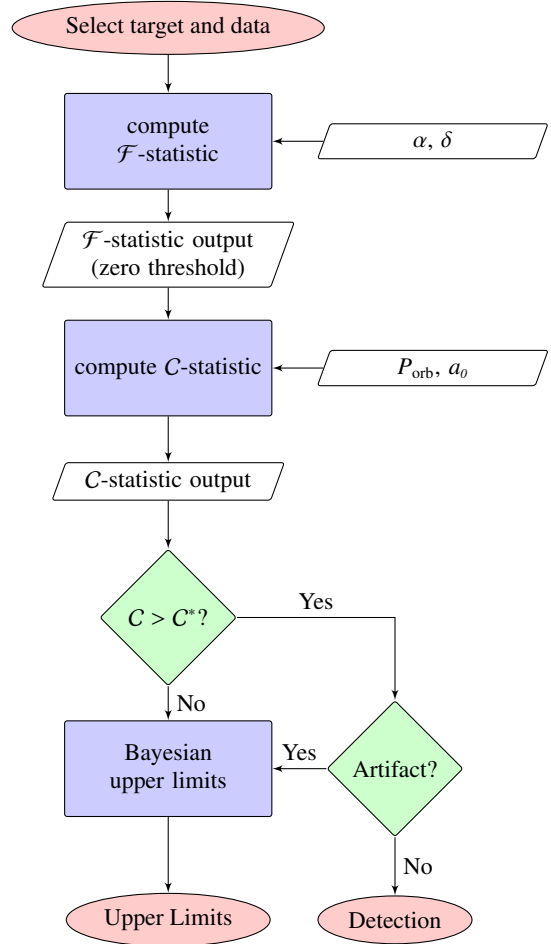 Select target and data
compute
ℱ-statistic
α, δ
ℱ-statistic output
(zero threshold)
compute 𝒞-statistic
P_orb, a_0
𝒞-statistic output
𝒞 > 𝒞*?
Yes
No
Bayesian
upper limits
Yes
Artifact?
No
Upper Limits
Detection